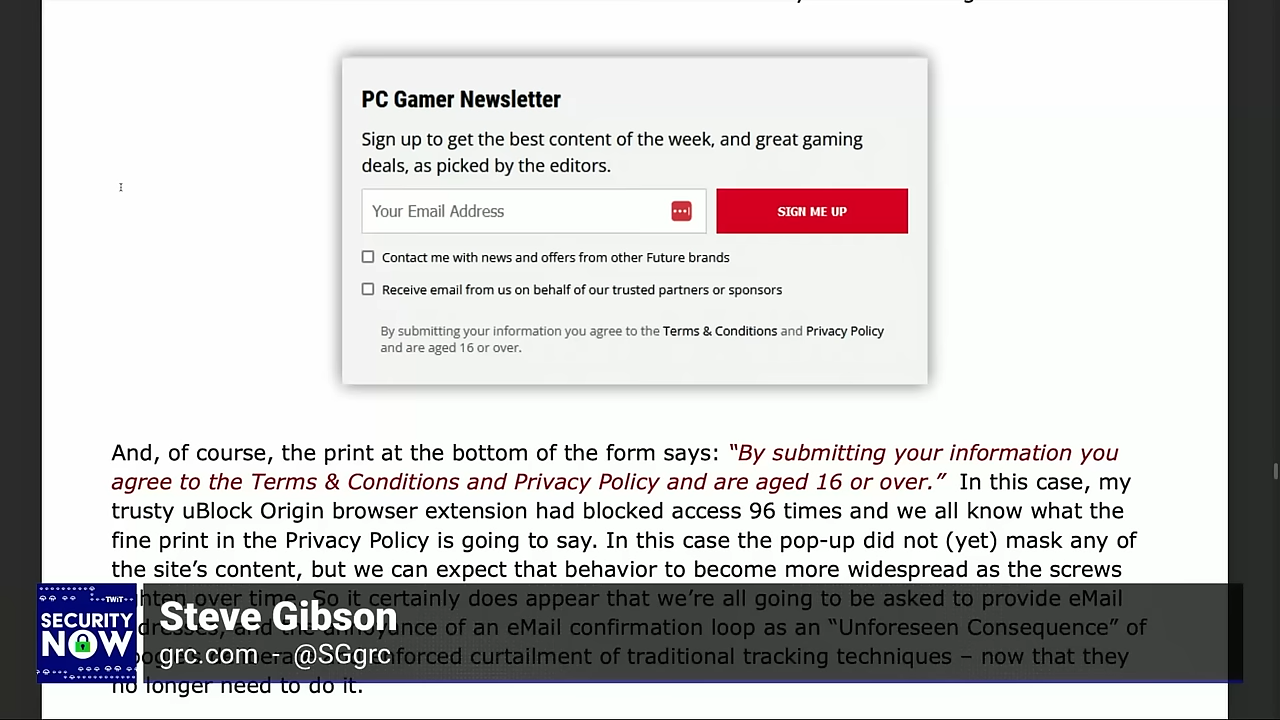 PC Gamer Newsletter
Sign up to get the best content of the week, and great gaming
deals, as picked by the editors.
Your Email Address
SIGN ME UP
Contact me with news and offers from other Future brands
Receive email from us on behalf of our trusted partners or sponsors
By submitting your information you agree to the Terms & Conditions and Privacy Policy
and are aged 16 or over.
And, of course, the print at the bottom of the form says: “By submitting your information you
agree to the Terms & Conditions and Privacy Policy and are aged 16 or over.” In this case, my
trusty uBlock Origin browser extension had blocked access 96 times and we all know what the
fine print in the Privacy Policy is going to say. In this case the pop-up did not (yet) mask any of
the site’s content, but we can expect that behavior to become more widespread as the screws
over time. So it certainly does appear that we’re all going to be asked to provide eMail
and the annoyance of an eMail confirmation loop as an “Unforeseen Consequence” of
enforced curtailment of traditional tracking techniques – now that they
no longer need to do it.
TWiT
SECURITY
NOW
Steve Gibson
grc.com - @SGgrc